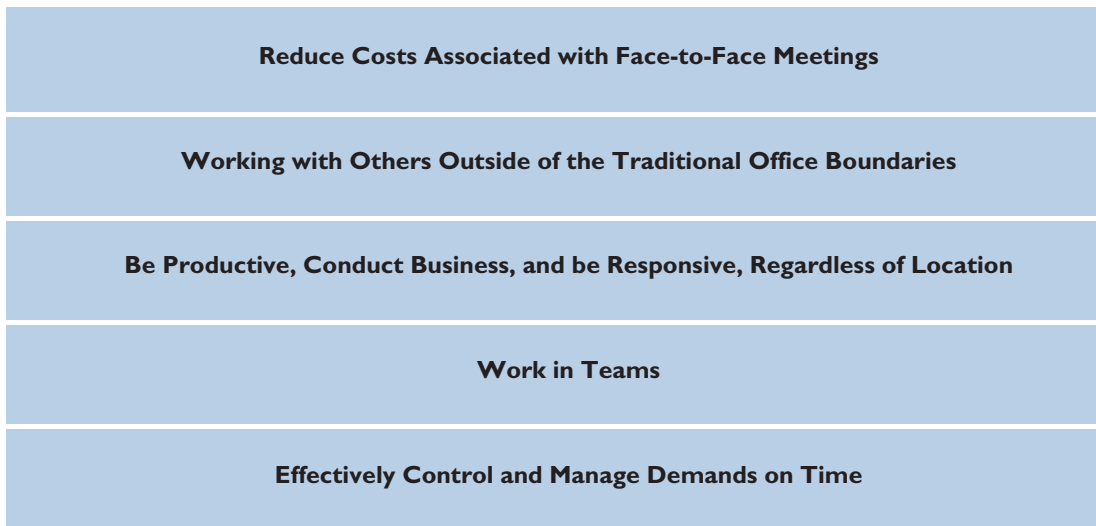 Reduce Costs Associated with Face-to-Face Meetings
Working with Others Outside of the Traditional Office Boundaries
Be Productive, Conduct Business, and be Responsive, Regardless of Location
Work in Teams
Effectively Control and Manage Demands on Time